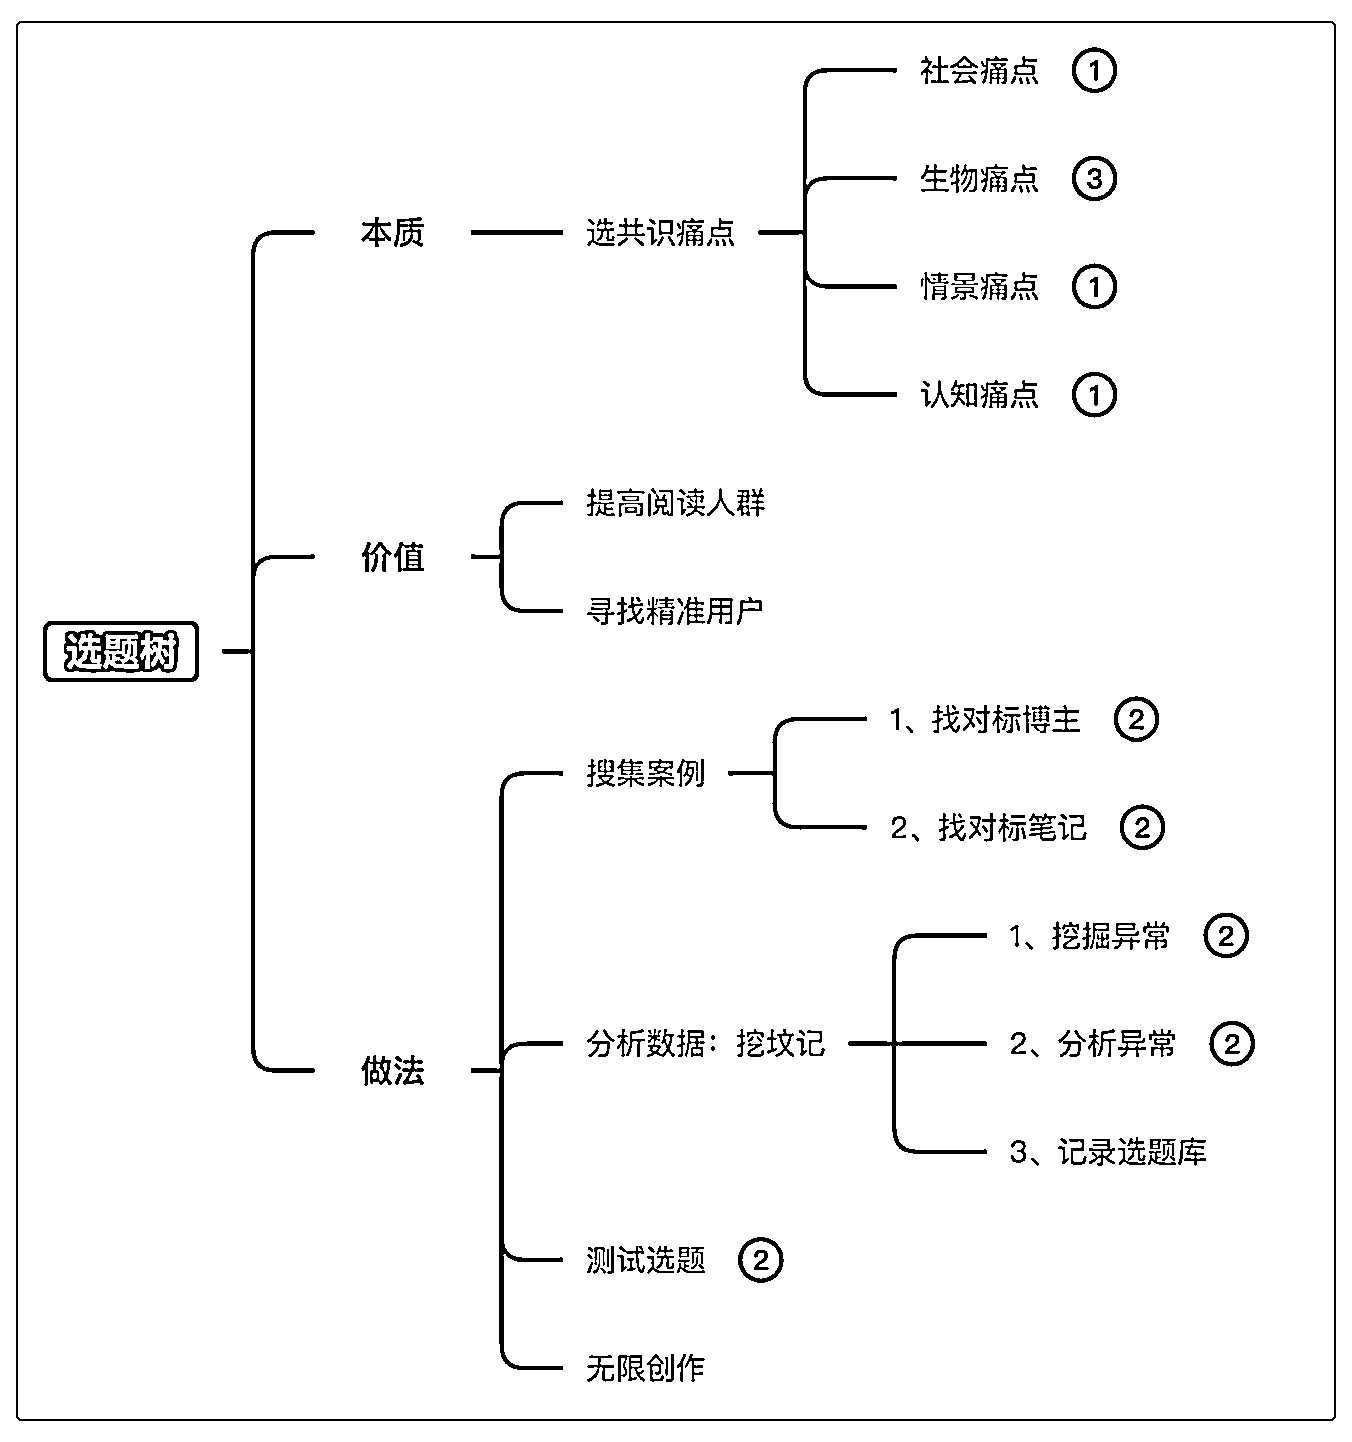 社会痛点 1
生物痛点 3
本质
选共识痛点
情景痛点 1
认知痛点 1
提高阅读人群
价值
寻找精准用户
选题树
1、找对标博主 2
搜集案例
2、找对标笔记 2
1、挖掘异常 2
分析数据：挖坟记
2、分析异常 2
做法
3、记录选题库
测试选题 2
无限创作